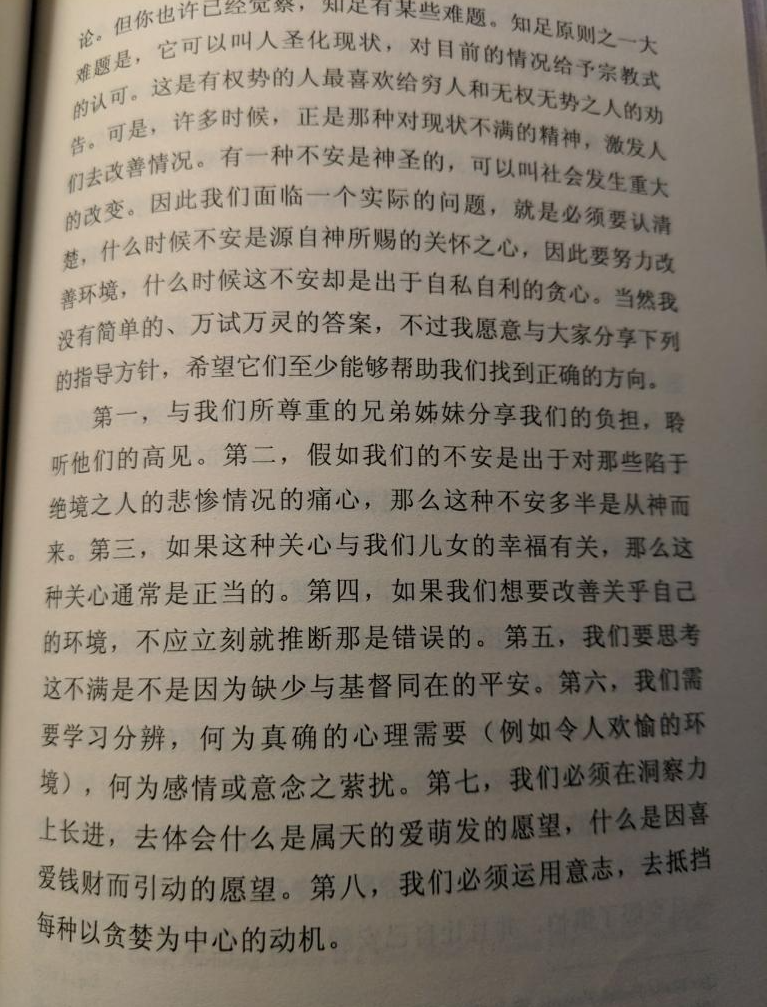 论。但你也许已经觉察，知足有某些难题。知足原则之一大
难题是，它可以叫人圣化现状，对目前的情况给予宗教式
的认可。这是有权势的人最喜欢给穷人和无权无势之人的劝
告。可是，许多时候，正是那种对现状不满的精神，激发人
们去改善情况。有一种不安是神圣的，可以叫社会发生重大
的改变。因此我们面临一个实际的问题，就是必须要认清
楚，什么时候不安是源自神所赐的关怀之心，因此要努力改
善环境，什么时候这不安却是出于自私自利的贪心。当然我
没有简单的、万试万灵的答案，不过我愿意与大家分享下列
的指导方针，希望它们至少能够帮助我们找到正确的方向。
第一，与我们所尊重的兄弟姊妹分享我们的负担，聆
听他们的高见。第二，假如我们的不安是出于对那些陷于
绝境之人的悲惨情况的痛心，那么这种不安多半是从神而
来。第三，如果这种关心与我们儿女的幸福有关，那么这
种关心通常是正当的。第四，如果我们想要改善关乎自己
的环境，不应立刻就推断那是错误的。第五，我们要思考
这不满是不是因为缺少与基督同在的平安。第六，我们需
要学习分辨，何为真确的心理需要（例如令人欢愉的环
境），何为感情或意念之萦扰。第七，我们必须在洞察力
上长进，去体会什么是属天的爱萌发的愿望，什么是因喜
爱钱财而引动的愿望。第八，我们必须运用意志，去抵挡
每种以贪婪为中心的动机。